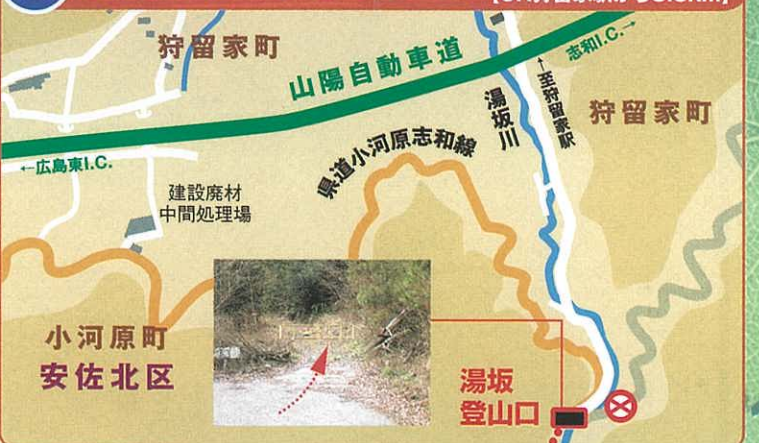 狩留家町
山陽自動車道
志和I.C.→
←広島東I.C.
湯坂川
↑至狩留家駅
狩留家町
県道小河原志和線
建設廃材
中間処理場
小河原町
安佐北区
湯坂
登山口